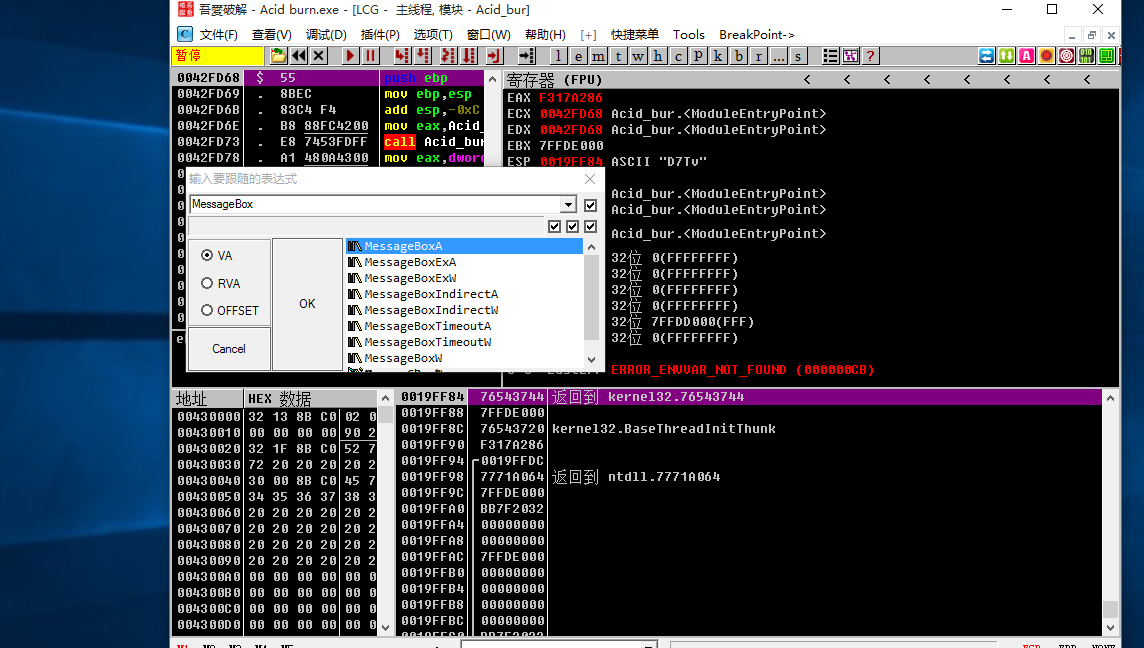 吾愛破解 - Acid burn.exe - [LCG - 主线程, 模块 - Acid_bur]
文件(F) 查看(V) 调试(D) 插件(P) 选项(T) 窗口(W) 帮助(H) [+] 快捷菜单 Tools BreakPoint->
暂停 l e m t w h c p k b r ... s ?
0042FD68 $ 55 push ebp
0042FD69 . 8BEC mov ebp,esp
0042FD6B . 83C4 F4 add esp,-0xC
0042FD6E . B8 88FC4200 mov eax,Acid_
0042FD73 . E8 7453FDFF call Acid_bur
0042FD78 . A1 480A4300 mov eax,dword
寄存器 (FPU) < < < < < < < <
EAX F317A286
ECX 0042FD68 Acid_bur.<ModuleEntryPoint>
EDX 0042FD68 Acid_bur.<ModuleEntryPoint>
EBX 7FFDE000
ESP 0019FF84 ASCII "D7Tv"
Acid_bur.<ModuleEntryPoint>
Acid_bur.<ModuleEntryPoint>
Acid_bur.<ModuleEntryPoint>
32位 0(FFFFFFFF)
32位 0(FFFFFFFF)
32位 0(FFFFFFFF)
32位 0(FFFFFFFF)
32位 7FFDD000(FFF)
32位 0(FFFFFFFF)
ERROR_ENVVAR_NOT_FOUND (000000CB)
输入要跟随的表达式
MessageBox
VA
RVA
OFFSET
OK
Cancel
MessageBoxA
MessageBoxExA
MessageBoxExW
MessageBoxIndirectA
MessageBoxIndirectW
MessageBoxTimeoutA
MessageBoxTimeoutW
MessageBoxW
地址 HEX 数据
00430000 32 13 8B C0 02 0
00430010 00 00 00 00 90 2
00430020 32 1F 8B C0 52 7
00430030 72 20 20 20 20 2
00430040 30 00 8B C0 45 7
00430050 34 35 36 37 38 3
00430060 20 20 20 20 20 2
00430070 20 20 20 20 20 2
00430080 20 20 20 20 20 2
00430090 20 20 20 20 20 2
004300A0 00 00 00 00 00 0
004300B0 00 00 00 00 00 0
004300C0 00 00 00 00 00 0
004300D0 00 00 00 00 00 0
0019FF84 76543744 返回到 kernel32.76543744
0019FF88 7FFDE000
0019FF8C 76543720 kernel32.BaseThreadInitThunk
0019FF90 F317A286
0019FF94 0019FFDC
0019FF98 7771A064 返回到 ntdll.7771A064
0019FF9C 7FFDE000
0019FFA0 BB7F2032
0019FFA4 00000000
0019FFA8 00000000
0019FFAC 7FFDE000
0019FFB0 00000000
0019FFB4 00000000
0019FFB8 00000000
0019FFBC 00000000